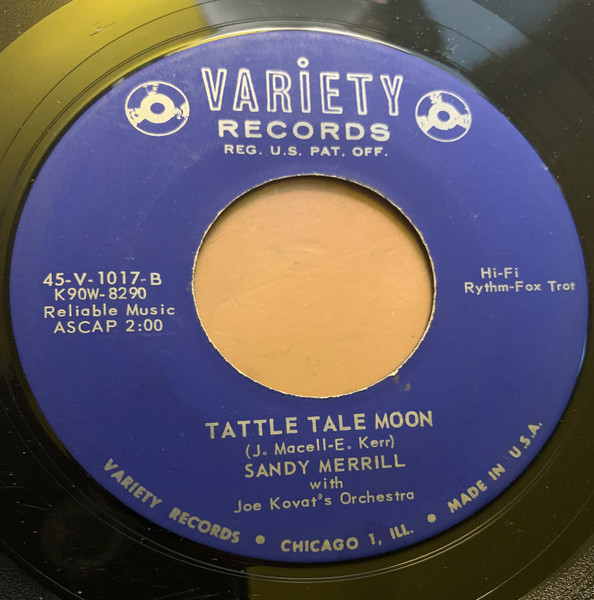 VARiETY
RECORDS
REG. U.S. PAT. OFF.
45-V-1017-B
K90W-8290
Reliable Music
ASCAP 2:00
Hi-Fi
Rythm-Fox Trot
TATTLE TALE MOON
(J. Macell-E. Kerr)
SANDY MERRILL
with
Joe Kovat's Orchestra
VARIETY RECORDS • CHICAGO 1, ILL. • MADE IN U.S.A.